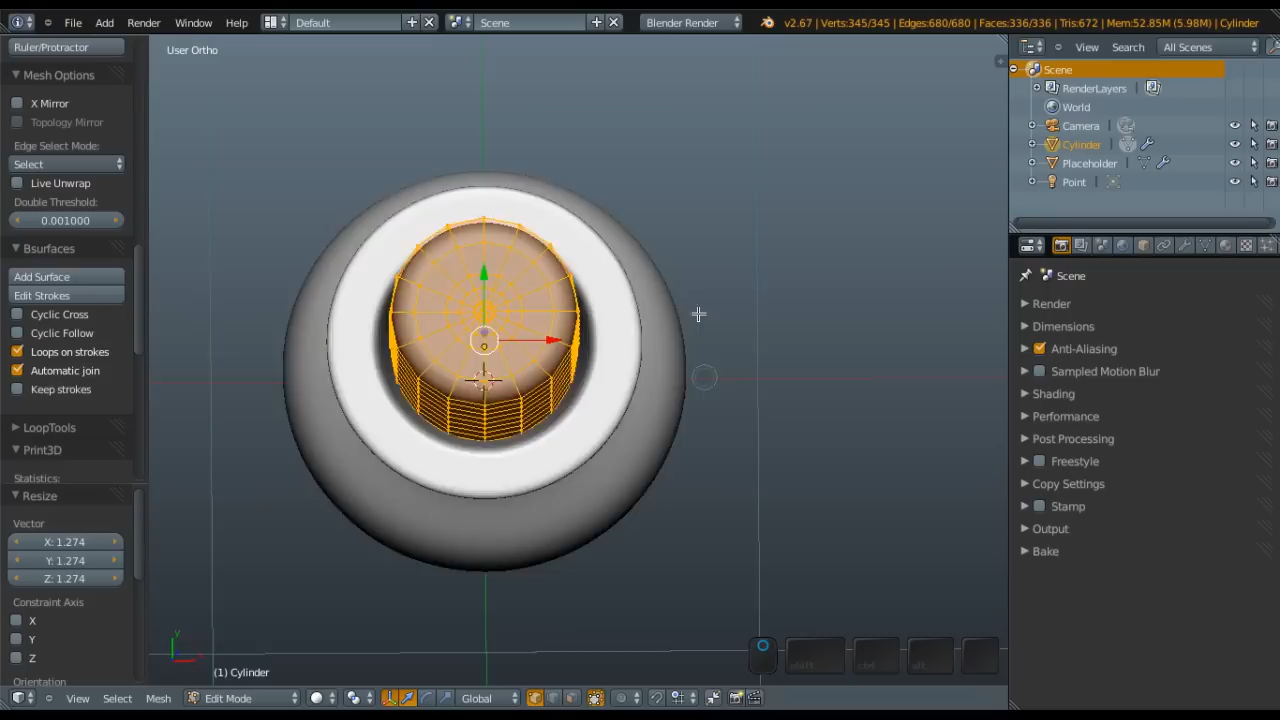 File Add Render Window Help Default Scene Blender Render v2.67 | Verts:345/345 | Edges:680/680 | Faces:336/336 | Tris:672 | Mem:52.85M (5.98M) | Cylinder
Ruler/Protractor
Mesh Options
X Mirror
Topology Mirror
Edge Select Mode:
Select
Live Unwrap
Double Threshold:
0.001000
Bsurfaces
Add Surface
Edit Strokes
Cyclic Cross
Cyclic Follow
Loops on strokes
Automatic join
Keep strokes
LoopTools
Print3D
Statistics:
Resize
Vector
X: 1.274
Y: 1.274
Z: 1.274
Constraint Axis
X
Y
Z
Orientation
User Ortho
y
(1) Cylinder
shift ctrl alt
View Select Mesh Edit Mode Global
View Search All Scenes
Scene
RenderLayers
World
Camera
Cylinder
Placeholder
Point
Scene
Render
Dimensions
Anti-Aliasing
Sampled Motion Blur
Shading
Performance
Post Processing
Freestyle
Copy Settings
Stamp
Output
Bake